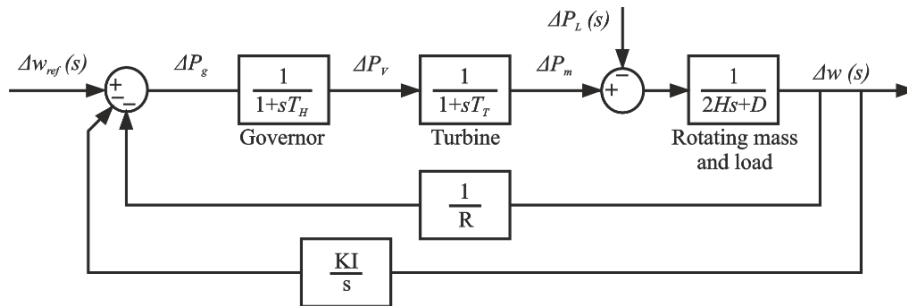 ΔP_L (s)
Δw_ref (s)
ΔP_g
ΔP_V
ΔP_m
Δw (s)
+
−
−
1
1+sT_H
1
1+sT_T
−
+
1
2Hs+D
Governor
Turbine
Rotating mass
and load
1
R
KI
s